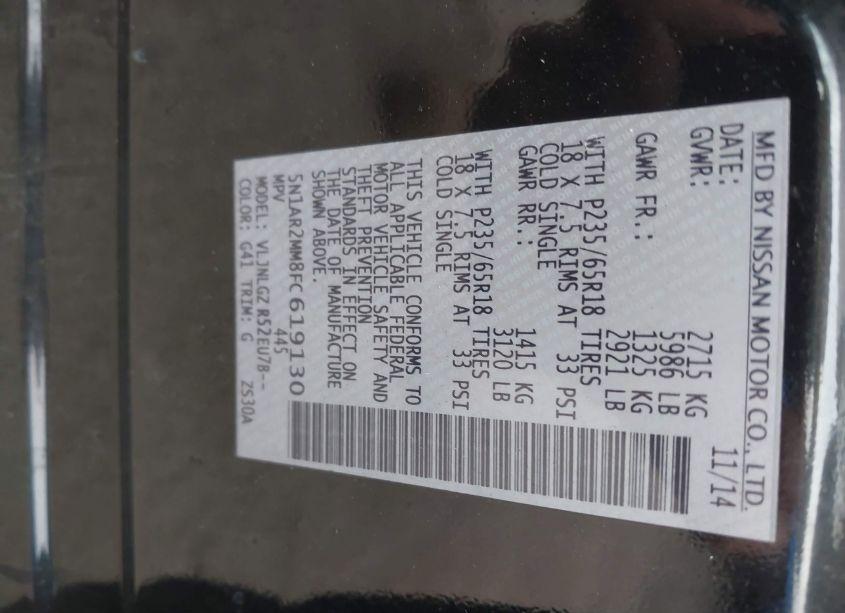 MFD BY NISSAN MOTOR CO., LTD.
DATE: 11/14
GVWR: 2715 KG
5986 LB
GAWR FR.: 1325 KG
2921 LB
WITH P235/65R18 TIRES
18 X 7.5 RIMS AT 33 PSI
COLD SINGLE
GAWR RR.: 1415 KG
3120 LB
WITH P235/65R18 TIRES
18 X 7.5 RIMS AT 33 PSI
COLD SINGLE
THIS VEHICLE CONFORMS TO
ALL APPLICABLE FEDERAL
MOTOR VEHICLE SAFETY AND
THEFT PREVENTION
STANDARDS IN EFFECT ON
THE DATE OF MANUFACTURE
SHOWN ABOVE.
5N1AR2MM8FC619130
MPV 445
MODEL: VLJNLGZ R52EU7B--
COLOR: G41 TRIM: G ZS30A